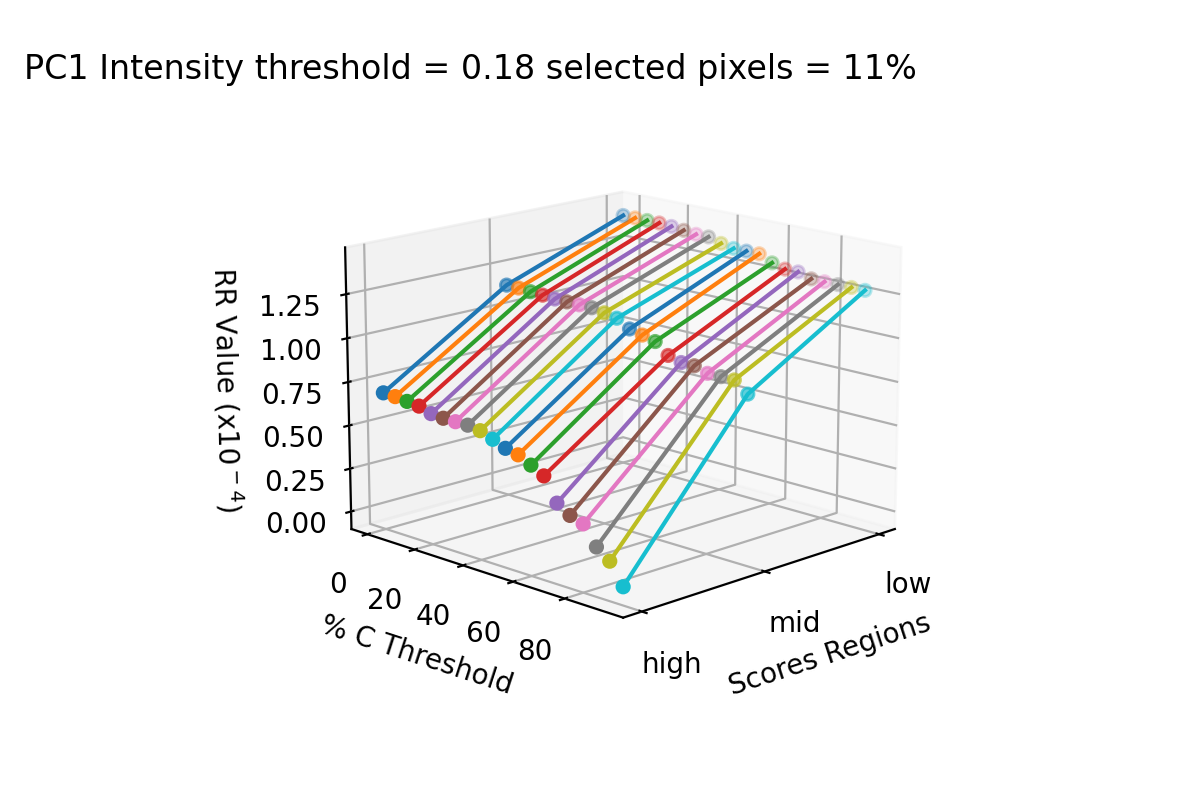 PC1 Intensity threshold = 0.18 selected pixels = 11%
RR Value (x10⁻⁴)
1.25
1.00
0.75
0.50
0.25
0.00
0
20
40
60
80
% C Threshold
high
mid
low
Scores Regions